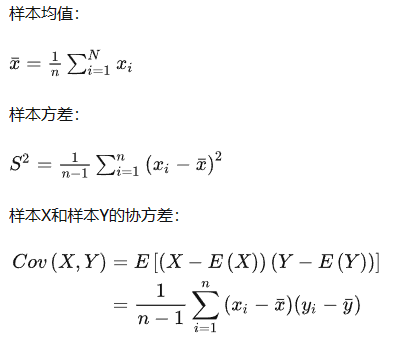 样本均值：
x̄ = 1/n ∑_{i=1}^{N} x_i
样本方差：
S² = 1/(n−1) ∑_{i=1}^{n} (x_i − x̄)²
样本X和样本Y的协方差：
Cov (X, Y) = E [(X − E (X)) (Y − E (Y))]
= 1/(n − 1) ∑_{i=1}^{n} (x_i − x̄)(y_i − ȳ)